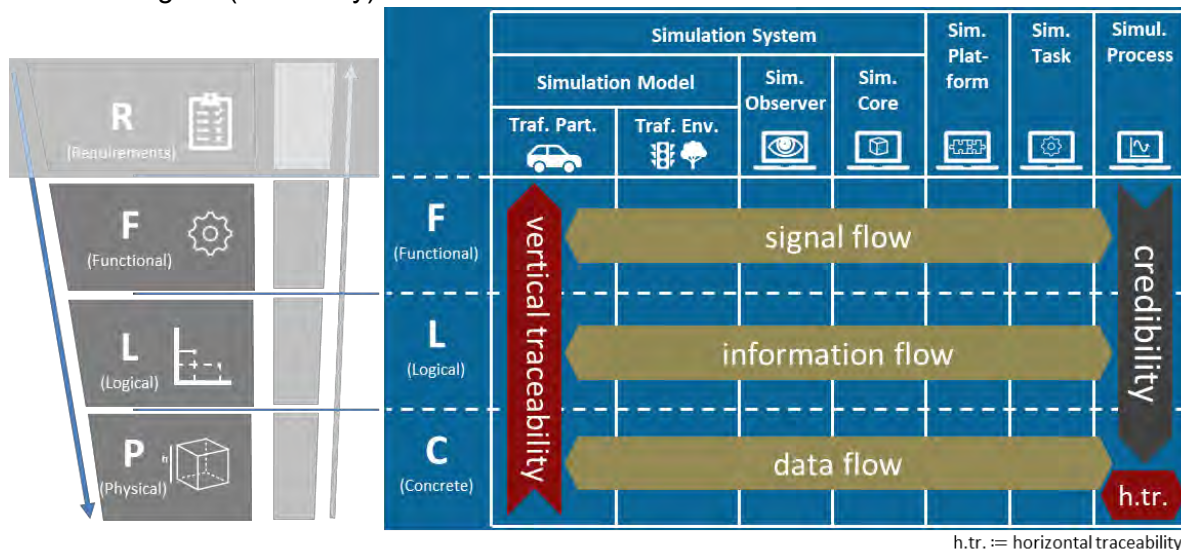 Simulation System
Sim.
Plat-
form
Sim.
Task
Simul.
Process
Simulation Model
Sim.
Observer
Sim.
Core
Traf. Part.
Traf. Env.
R
(Requirements)
F
(Functional)
L
(Logical)
P
(Physical)
h
F
(Functional)
L
(Logical)
C
(Concrete)
vertical traceability
signal flow
information flow
data flow
credibility
h.tr.
h.tr. := horizontal traceability